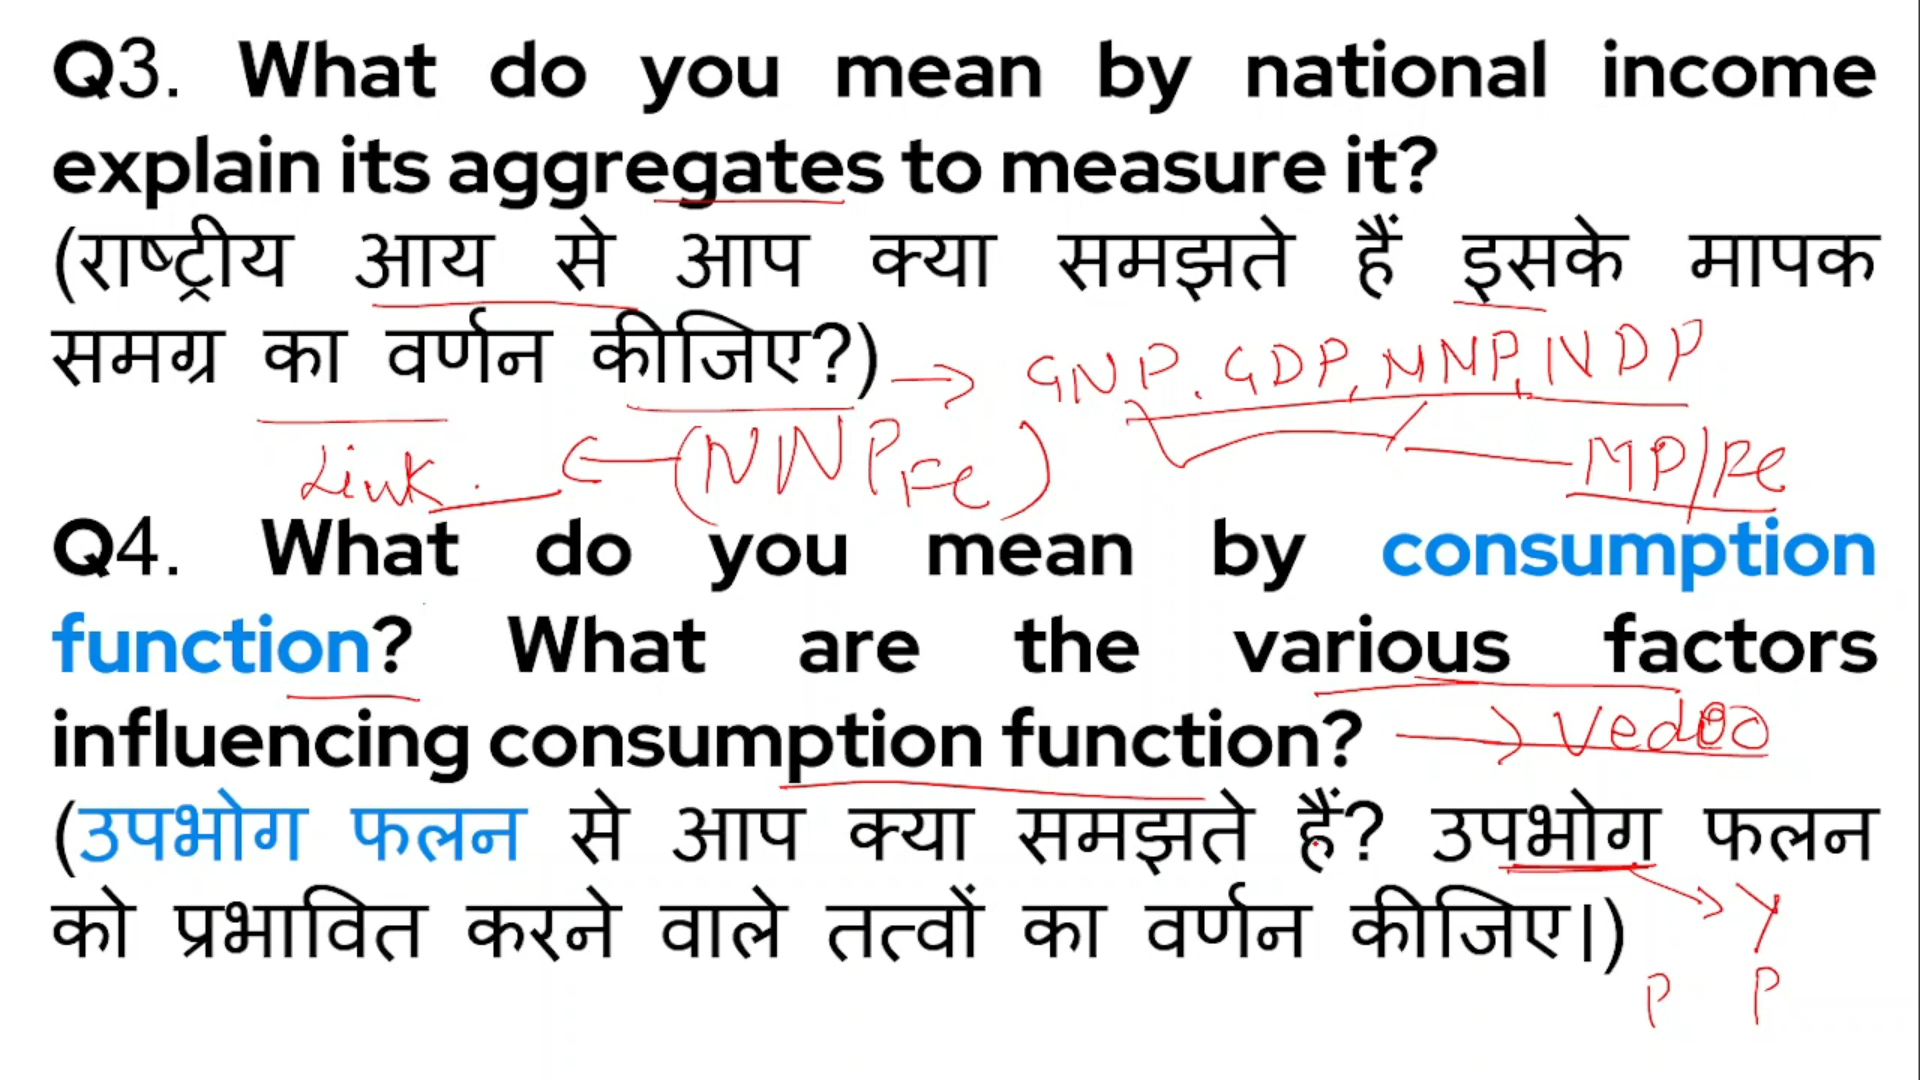 Q3. What do you mean by national income
explain its aggregates to measure it?
(राष्ट्रीय आय से आप क्या समझते हैं इसके मापक
समग्र का वर्णन कीजिए?) → GNP. GDP, NNP, NDP
Link. ← (NNPFC) MP/FC
Q4. What do you mean by consumption
function? What are the various factors
influencing consumption function? →
(उपभोग फलन से आप क्या समझते हैं? उपभोग फलन
को प्रभावित करने वाले तत्वों का वर्णन कीजिए।) Y
P P